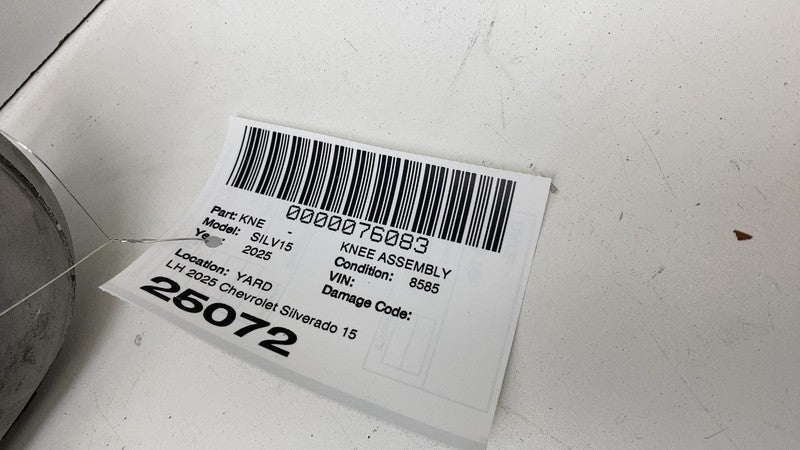 0000076083
Part: KNE -
KNEE ASSEMBLY
Model: SILV15
Condition: 8585
2025
VIN:
Location: YARD
Damage Code:
LH 2025 Chevrolet Silverado 15
25072